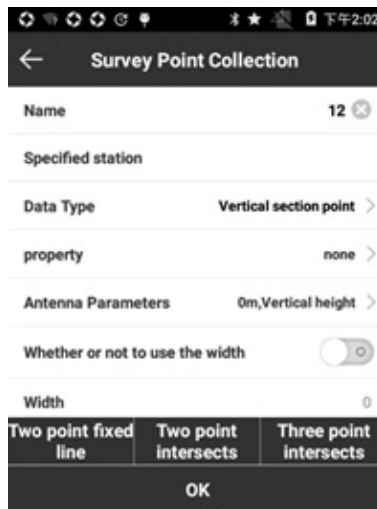 下午2:02
Survey Point Collection
Name 12
Specified station
Data Type Vertical section point
property none
Antenna Parameters 0m,Vertical height
Whether or not to use the width
Width 0
Two point fixed line Two point intersects Three point intersects
OK